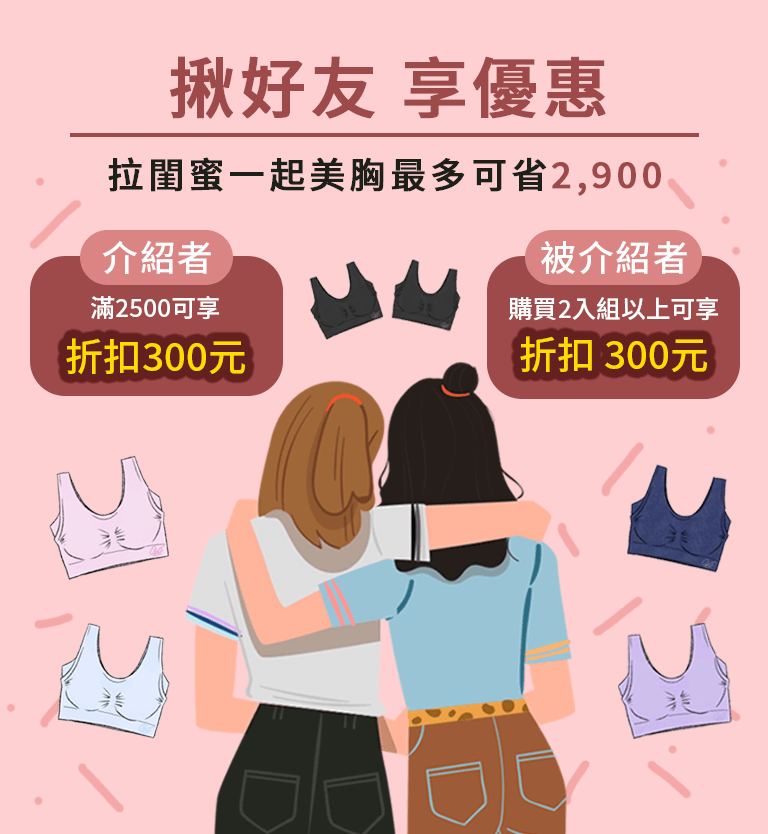 揪好友 享優惠
拉閨蜜一起美胸最多可省2,900
介紹者
滿2500可享
折扣300元
被介紹者
購買2入組以上可享
折扣 300元